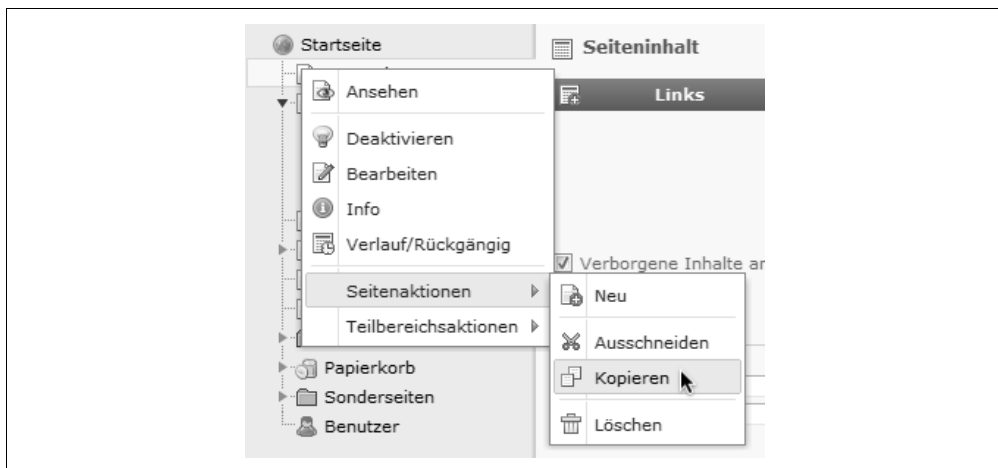 Startseite
Seiteninhalt
Ansehen
Links
Deaktivieren
Bearbeiten
Info
Verlauf/Rückgängig
Verborgene Inhalte an
Seitenaktionen
Neu
Teilbereichsaktionen
Ausschneiden
Papierkorb
Kopieren
Sonderseiten
Benutzer
Löschen